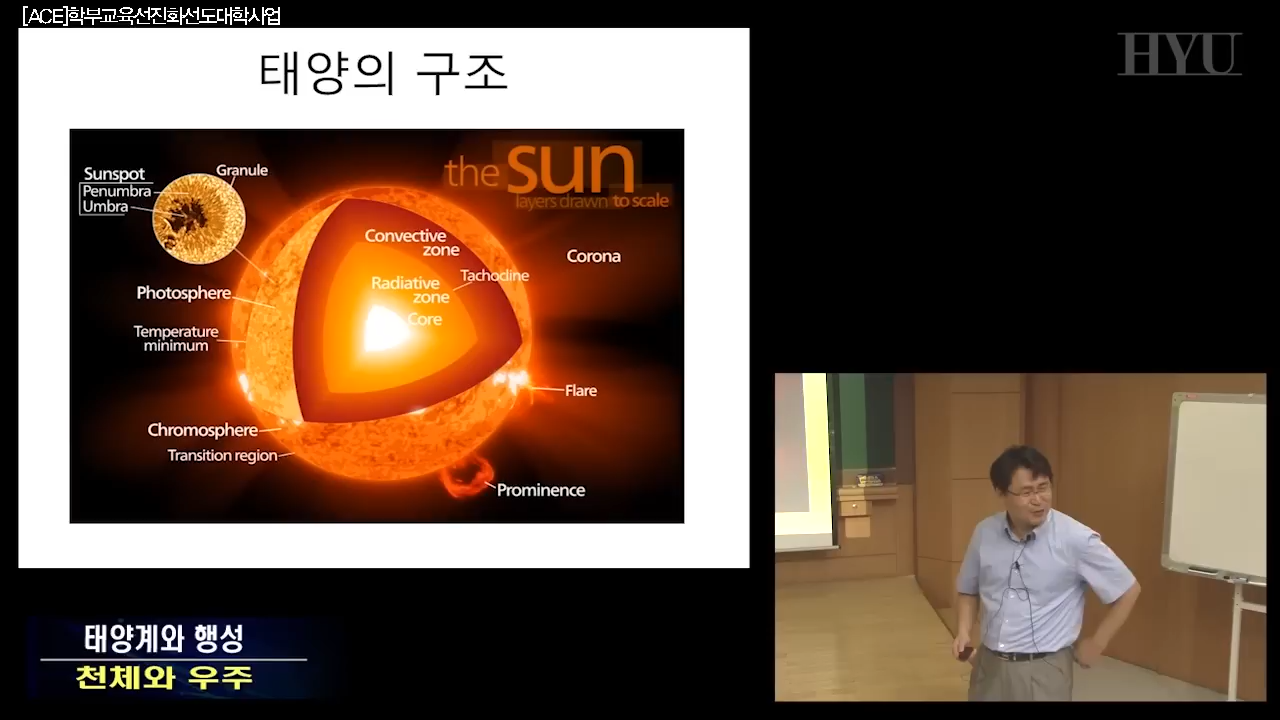 [ACE]학부교육선진화선도대학사업
HYU
태양의 구조
the sun
layers drawn to scale
Sunspot
Penumbra
Umbra
Granule
Convective
zone
Corona
Radiative
zone
Tachocline
Core
Photosphere
Temperature
minimum
Flare
Chromosphere
Transition region
Prominence
태양계와 행성
천체와 우주